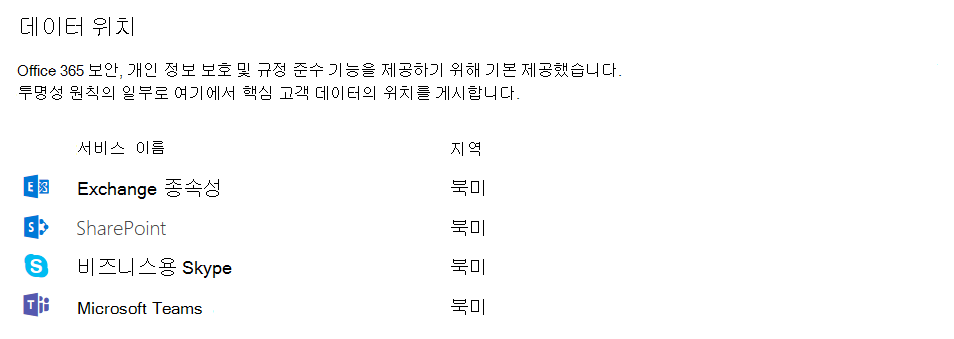 데이터 위치
Office 365 보안, 개인 정보 보호 및 규정 준수 기능을 제공하기 위해 기본 제공했습니다.
투명성 원칙의 일부로 여기에서 핵심 고객 데이터의 위치를 게시합니다.
서비스 이름 지역
Exchange 종속성 북미
SharePoint 북미
비즈니스용 Skype 북미
Microsoft Teams 북미